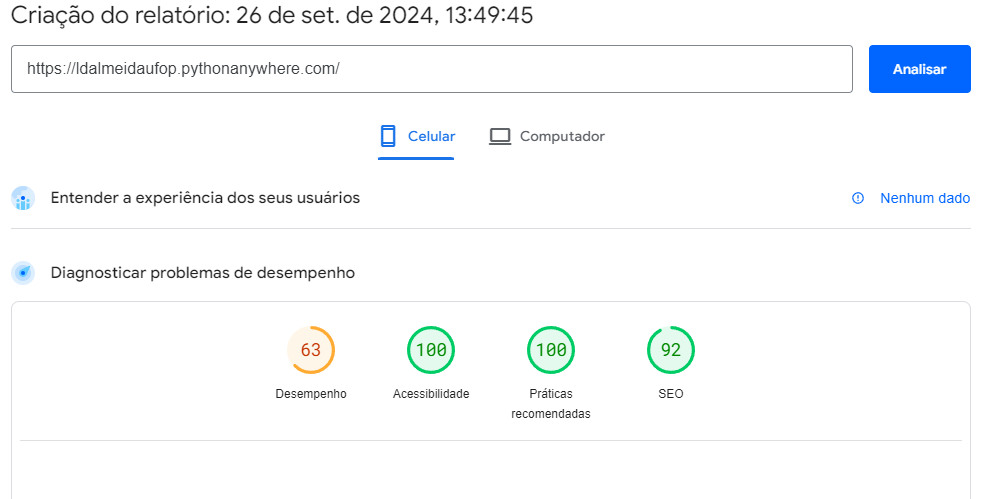 Criação do relatório: 26 de set. de 2024, 13:49:45
https://ldalmeidaufop.pythonanywhere.com/
Analisar
Celular
Computador
Entender a experiência dos seus usuários
Nenhum dado
Diagnosticar problemas de desempenho
63
100
100
92
Desempenho
Acessibilidade
Práticas
recomendadas
SEO